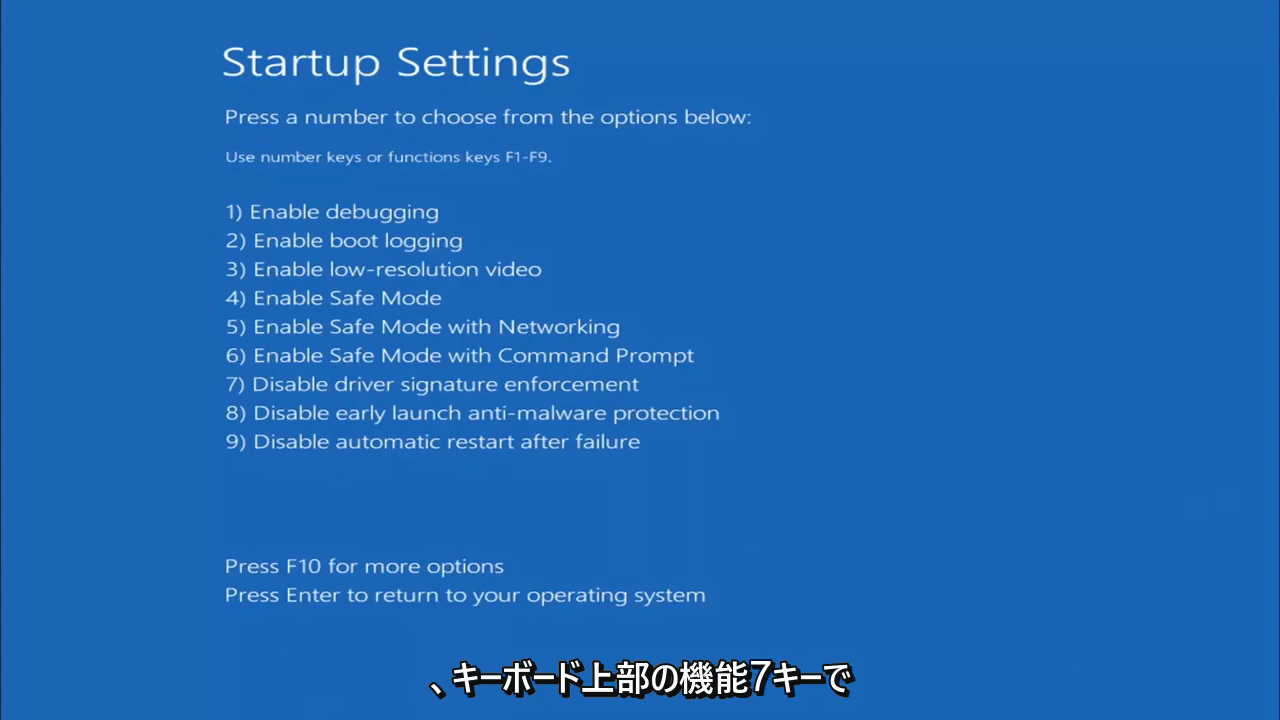 Startup Settings
Press a number to choose from the options below:
Use number keys or functions keys F1-F9.
1) Enable debugging
2) Enable boot logging
3) Enable low-resolution video
4) Enable Safe Mode
5) Enable Safe Mode with Networking
6) Enable Safe Mode with Command Prompt
7) Disable driver signature enforcement
8) Disable early launch anti-malware protection
9) Disable automatic restart after failure
Press F10 for more options
Press Enter to return to your operating system
、キーボード上部の機能7キーで